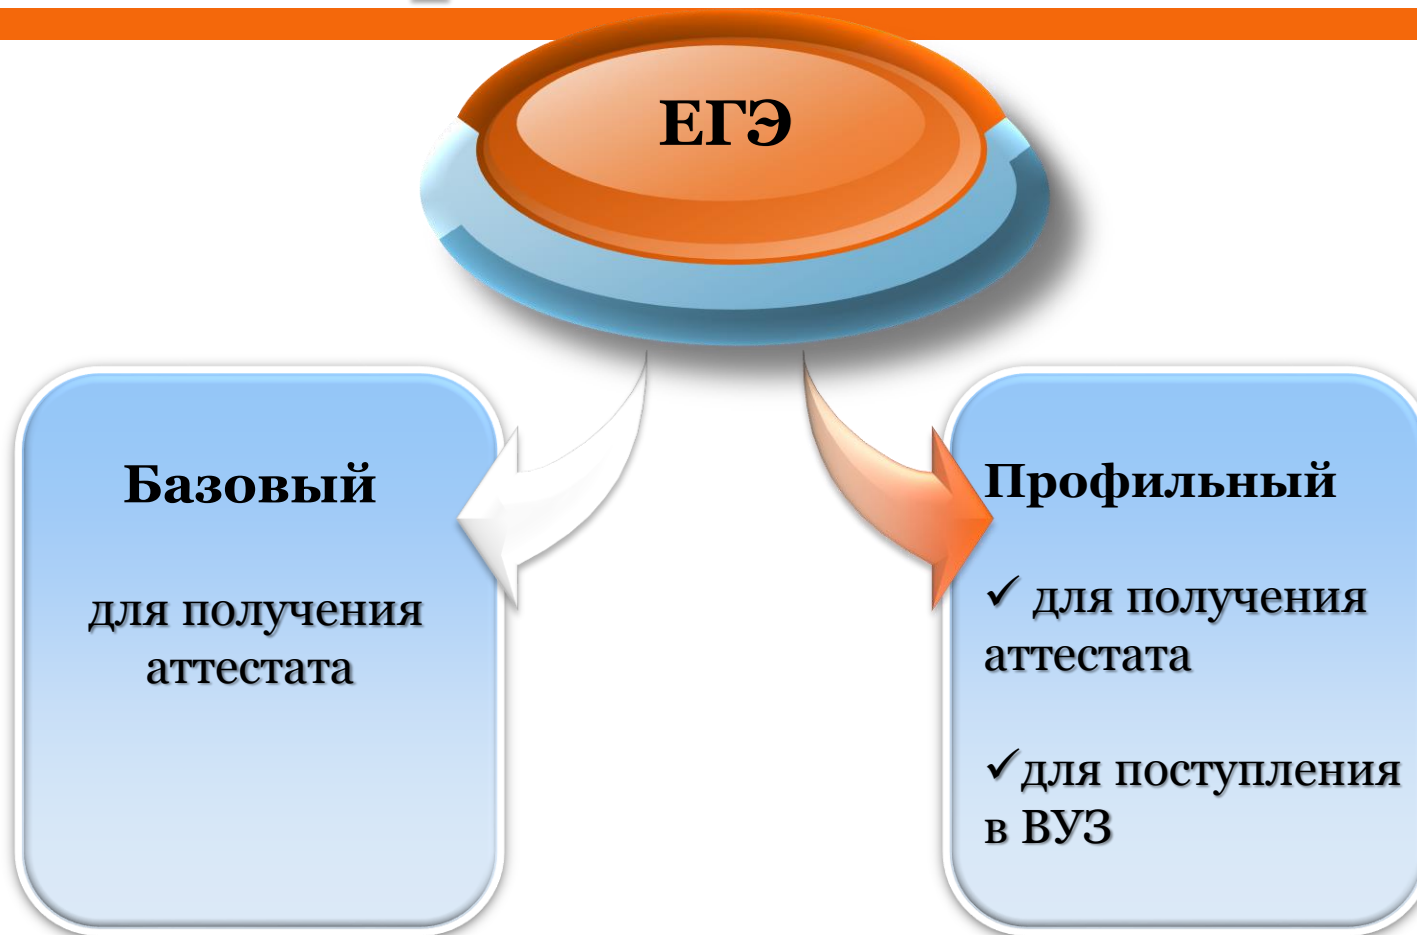 ЕГЭ
Базовый
для получения
аттестата
Профильный
✓ для получения
аттестата
✓для поступления
в ВУЗ